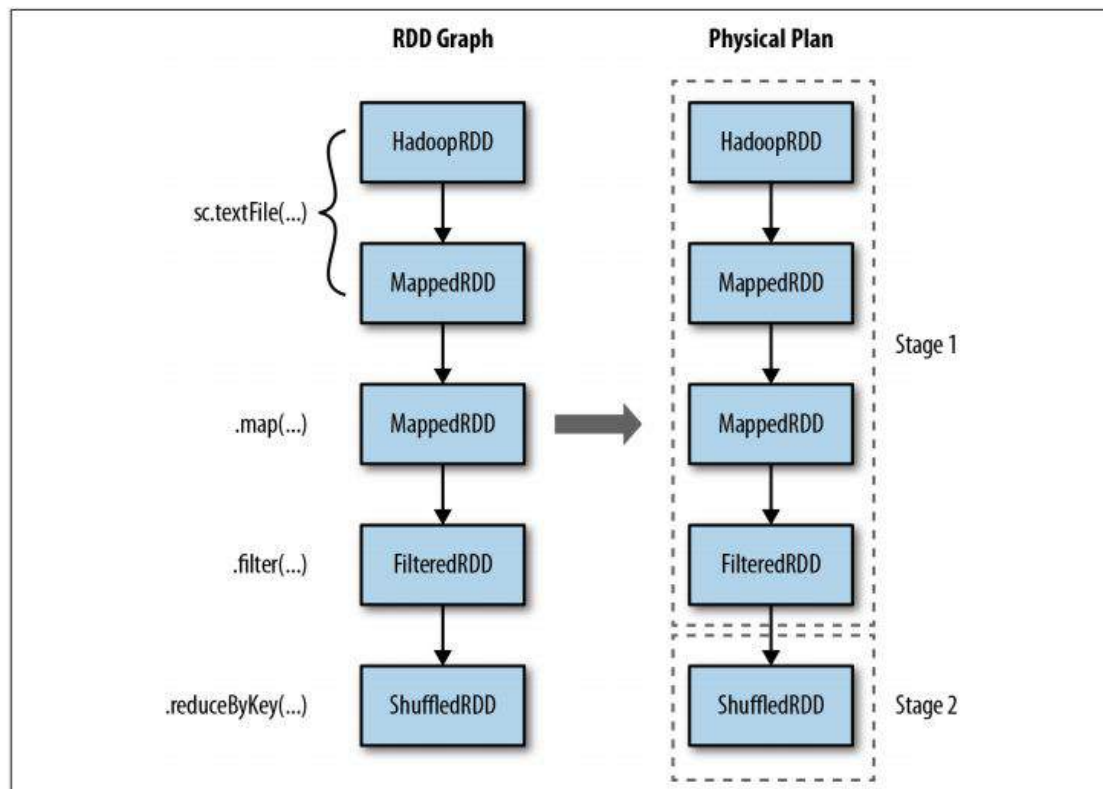 RDD Graph
Physical Plan
HadoopRDD
HadoopRDD
sc.textFile(...)
MappedRDD
MappedRDD
Stage 1
.map(...)
MappedRDD
MappedRDD
.filter(...)
FilteredRDD
FilteredRDD
.reduceByKey(...)
ShuffledRDD
ShuffledRDD
Stage 2